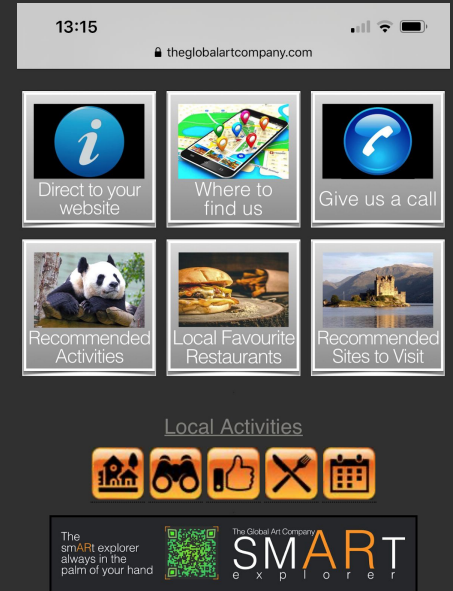 13:15
theglobalartcompany.com
Direct to your
website
Where to
find us
Give us a call
Recommended
Activities
Local Favourite
Restaurants
Recommended
Sites to Visit
Local Activities
The
smARt explorer
always in the
palm of your hand
The Global Art Company
SMART
explorer